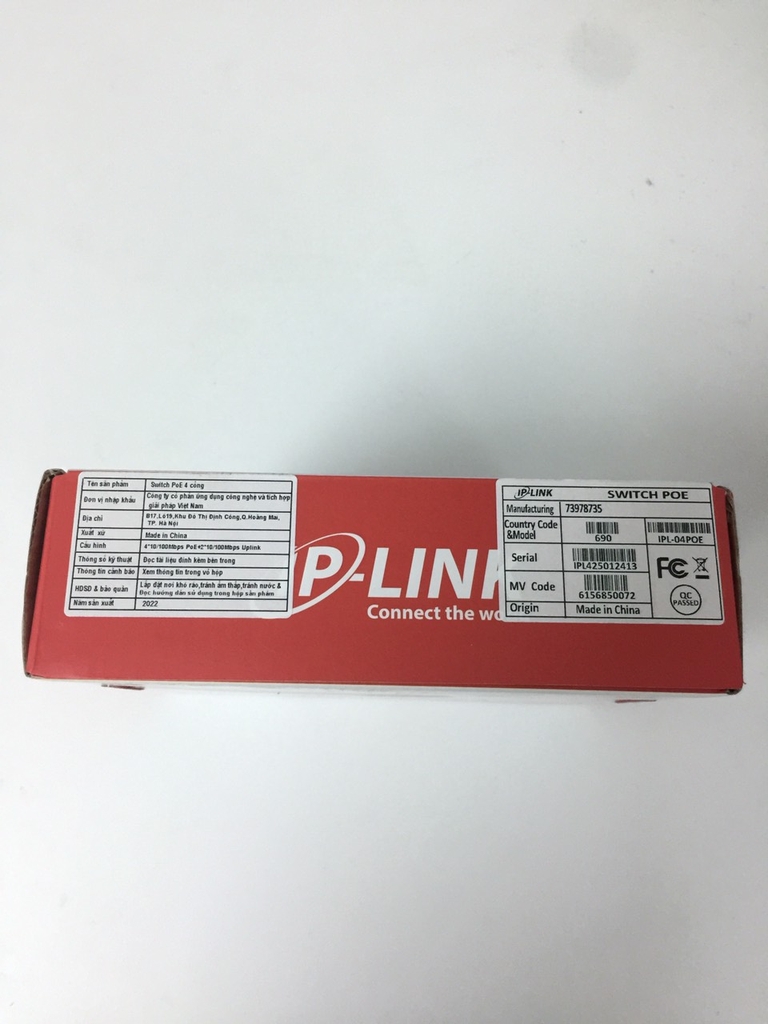 Tên sản phẩm Switch PoE 4 cổng
Đơn vị nhập khẩu Công ty cổ phần ứng dụng công nghệ và tích hợp
giải pháp Việt Nam
Địa chỉ B17.Lô19,Khu Đô Thị Định Công,Q.Hoàng Mai,
TP. Hà Nội
Xuất xứ Made in China
Cấu hình 4*10/100Mbps PoE+2*10/100Mbps Uplink
Thông số kỹ thuật Đọc tài liệu đính kèm bên trong
Thông tin cảnh báo Xem thông tin trong vỏ hộp
HDSD & bảo quản Lắp đặt nơi khô ráo,tránh ẩm thấp,tránh nước &
Đọc hướng dẫn sử dụng trong hộp sản phẩm
Năm sản xuất 2022
IP-LINK
Connect the wo
IP-LINK SWITCH POE
Manufacturing 73978735
Country Code
&Model 690 IPL-04POE
Serial IPL425012413
FC
MV Code 6156850072
QC
PASSED
Origin Made in China